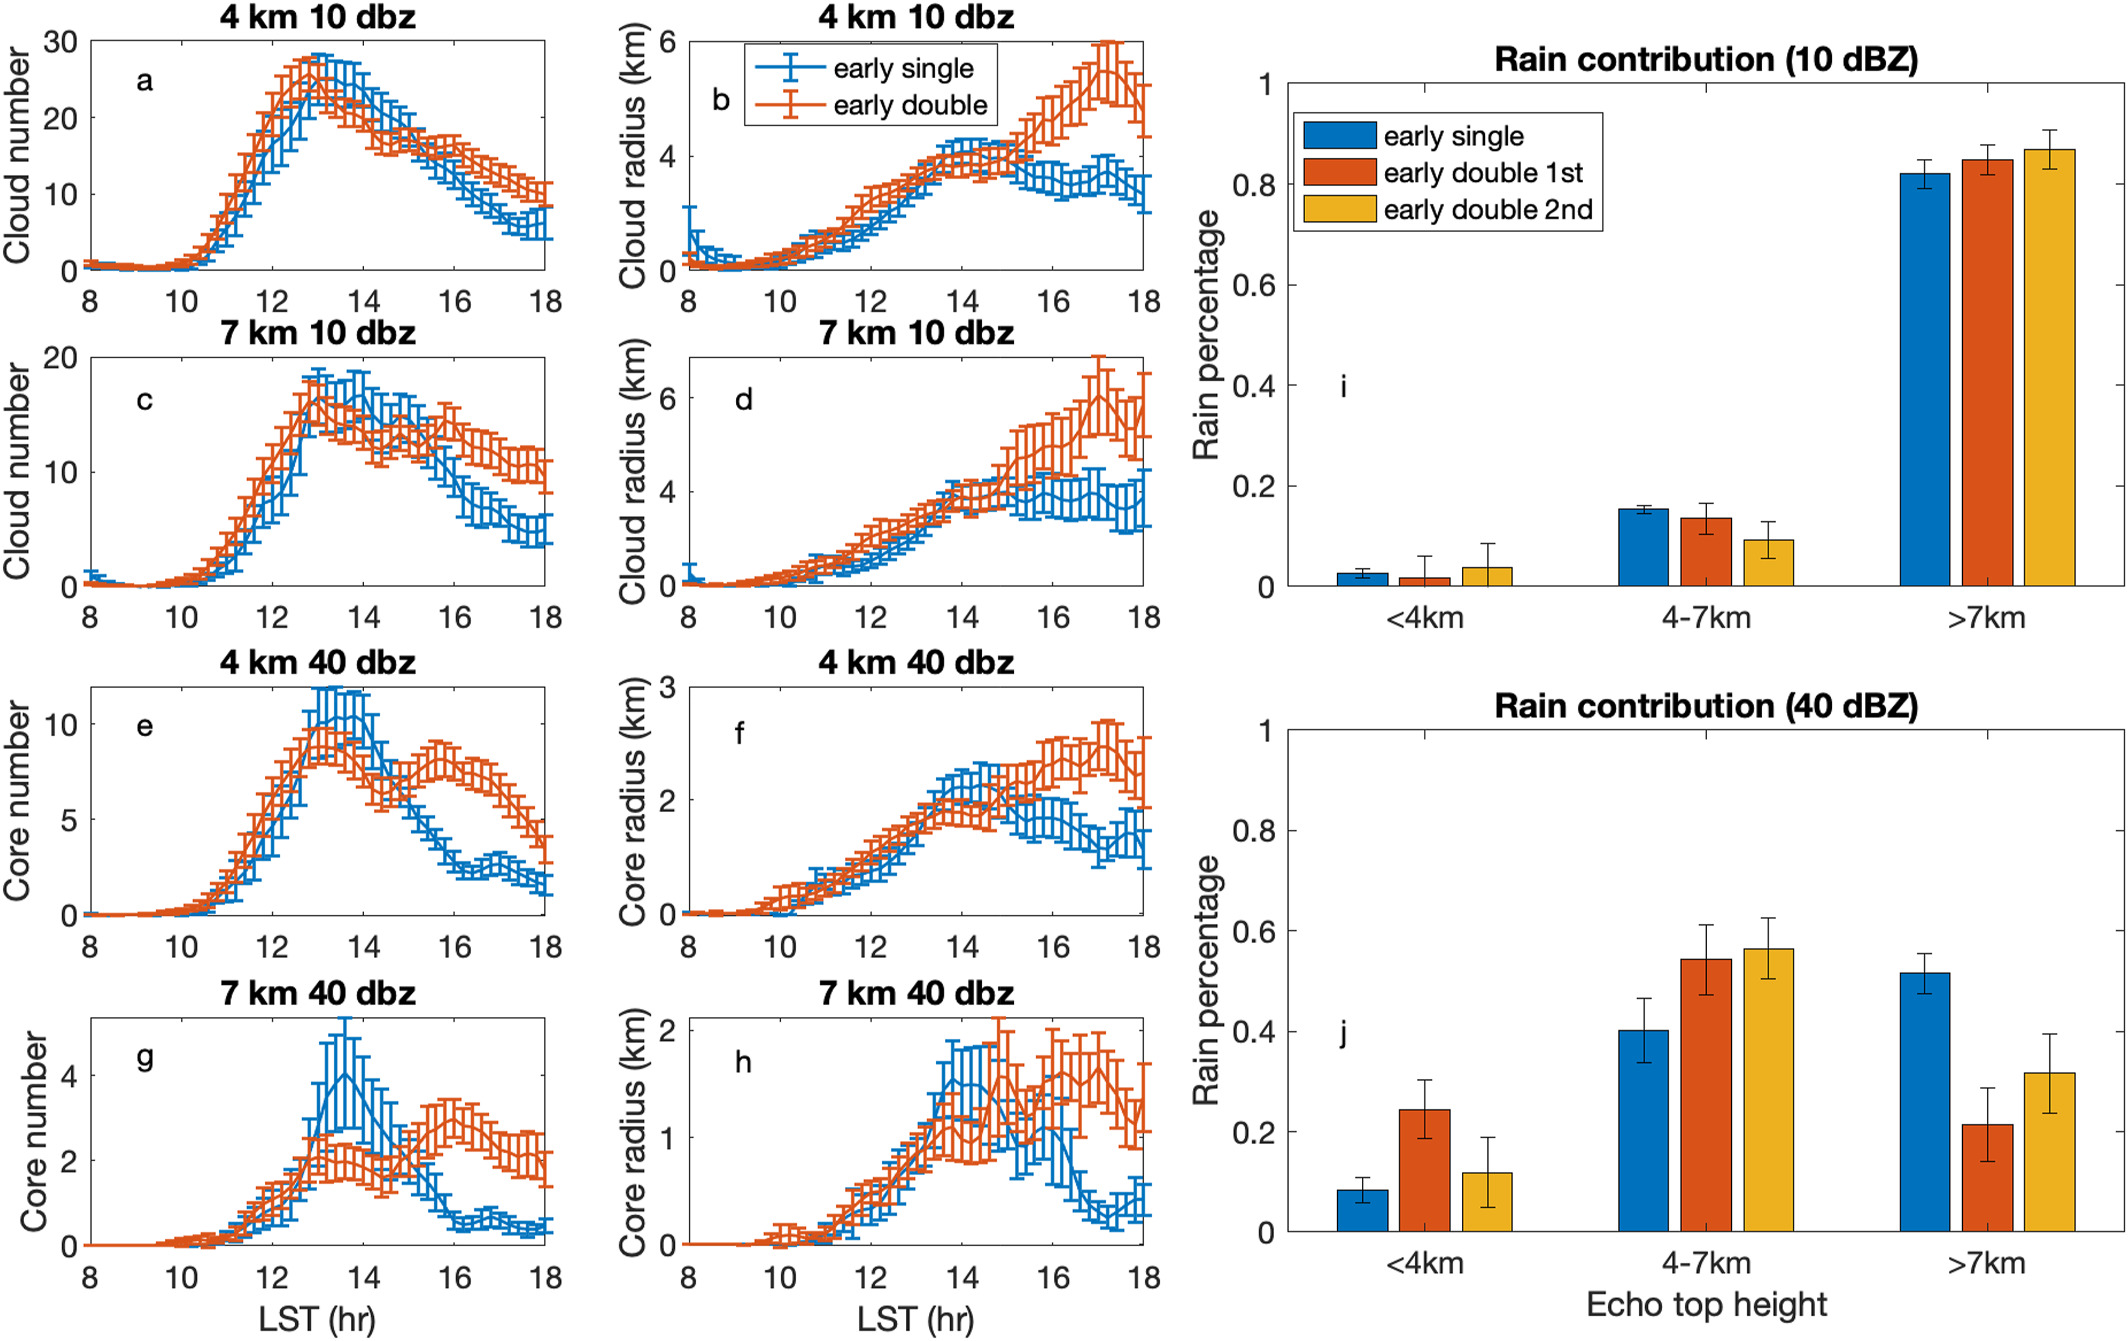 4 km 10 dbz
Cloud number
30
20
10
0
a
8 10 12 14 16 18
4 km 10 dbz
Cloud radius (km)
6
4
2
0
b
early single
early double
8 10 12 14 16 18
7 km 10 dbz
Cloud number
20
10
0
c
8 10 12 14 16 18
7 km 10 dbz
Cloud radius (km)
6
4
2
0
d
8 10 12 14 16 18
4 km 40 dbz
Core number
10
5
0
e
8 10 12 14 16 18
4 km 40 dbz
Core radius (km)
3
2
1
0
f
8 10 12 14 16 18
7 km 40 dbz
Core number
4
2
0
g
8 10 12 14 16 18
LST (hr)
7 km 40 dbz
Core radius (km)
2
1
0
h
8 10 12 14 16 18
LST (hr)
Rain contribution (10 dBZ)
Rain percentage
1
0.8
0.6
0.4
0.2
0
early single
early double 1st
early double 2nd
i
<4km 4-7km >7km
Rain contribution (40 dBZ)
Rain percentage
1
0.8
0.6
0.4
0.2
0
j
<4km 4-7km >7km
Echo top height